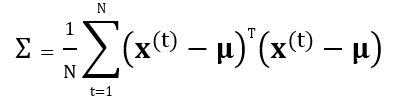 Σ = 1/N ∑_{t=1}^{N} (𝐱^{(t)} − 𝛍)^T (𝐱^{(t)} − 𝛍)